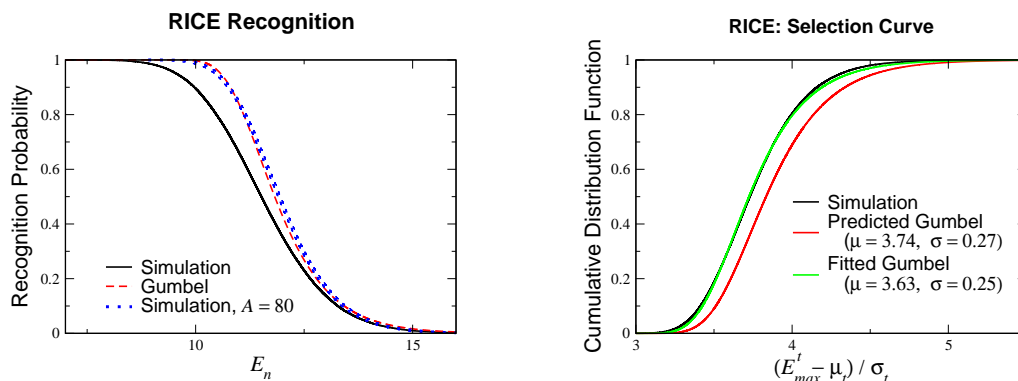 RICE Recognition
1
0.8
0.6
0.4
0.2
0
Recognition Probability
Simulation
Gumbel
Simulation, A = 80
10
15
E_n
RICE: Selection Curve
1
0.8
0.6
0.4
0.2
0
Cumulative Distribution Function
Simulation
Predicted Gumbel
(μ = 3.74, σ = 0.27)
Fitted Gumbel
(μ = 3.63, σ = 0.25)
3
4
5
(E^t_max – μ_t) / σ_t